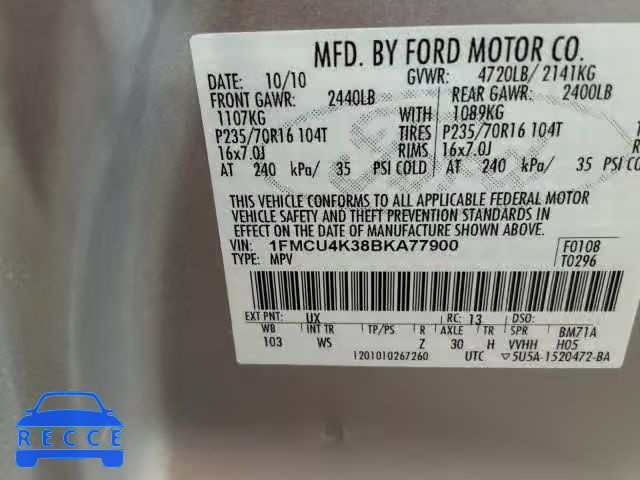 MFD. BY FORD MOTOR CO.
DATE: 10/10 GVWR: 4720LB/ 2141KG
FRONT GAWR: 2440LB REAR GAWR: 2400LB
1107KG WITH 1089KG
P235/70R16 104T TIRES P235/70R16 104T
16x7.0J RIMS 16x7.0J
AT 240 kPa/ 35 PSI COLD AT 240 kPa/ 35 PSI COL
THIS VEHICLE CONFORMS TO ALL APPLICABLE FEDERAL MOTOR
VEHICLE SAFETY AND THEFT PREVENTION STANDARDS IN
EFFECT ON THE DATE OF MANUFACTURE SHOWN ABOVE.
VIN: 1FMCU4K38BKA77900 F0108
TYPE: MPV T0296
EXT PNT: UX RC: 13 DSO:
WB INT TR TP/PS R AXLE TR SPR BM71A
103 WS Z 30 H VVHH H05
1201010267260 UTC ▽5U5A-1520472-BA
RECCE